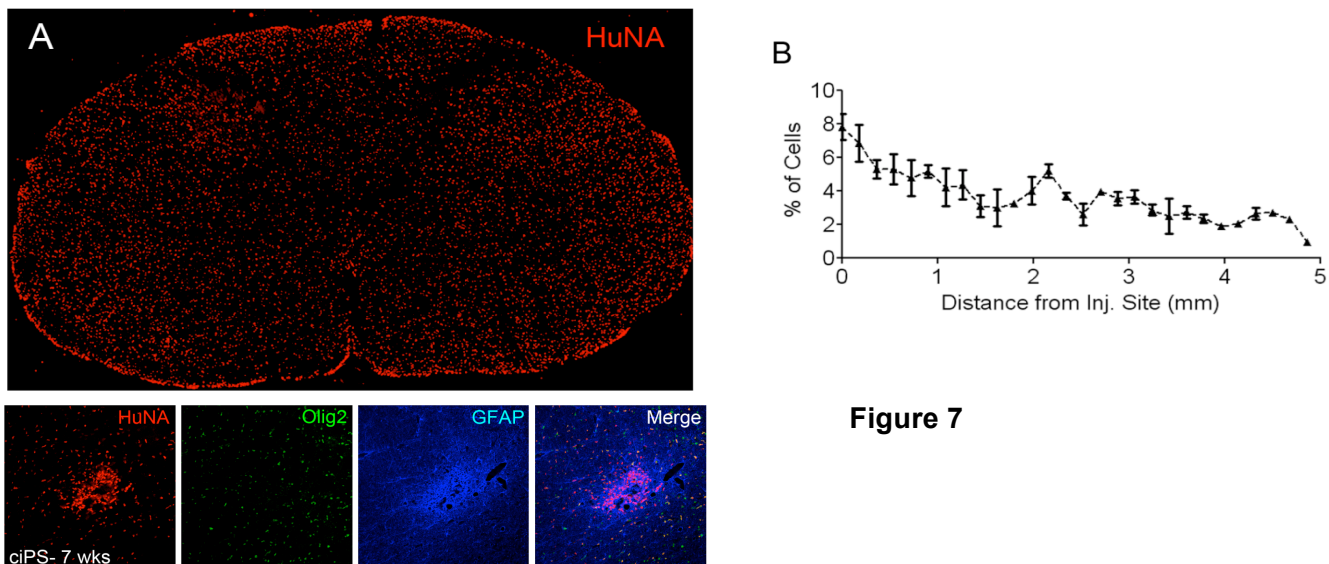 A
HuNA
B
10
8
6
4
2
0
% of Cells
0 1 2 3 4 5
Distance from Inj. Site (mm)
HuNA
Olig2
GFAP
Merge
ciPS- 7 wks
Figure 7